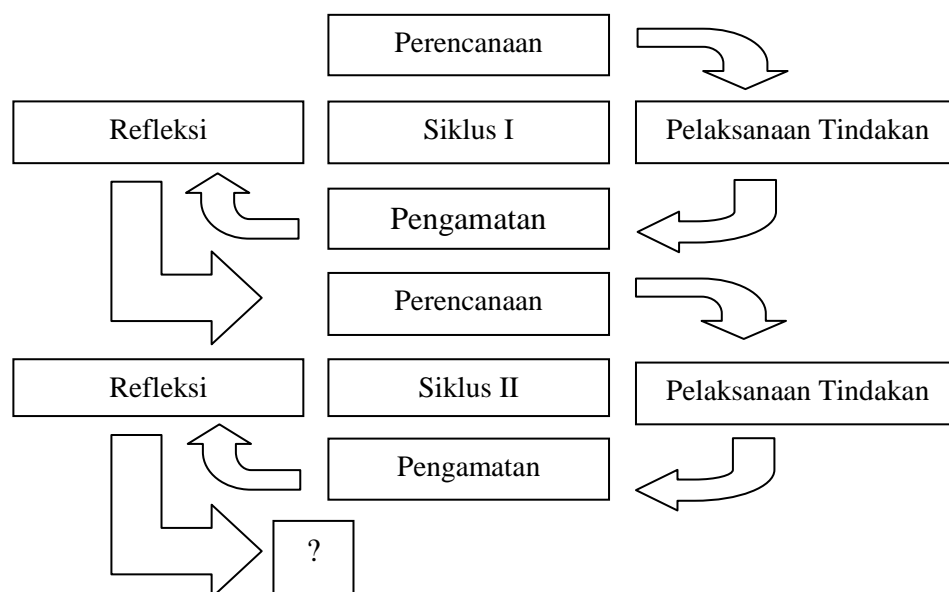 Perencanaan
Refleksi
Siklus I
Pelaksanaan Tindakan
Pengamatan
Perencanaan
Refleksi
Siklus II
Pelaksanaan Tindakan
Pengamatan
?